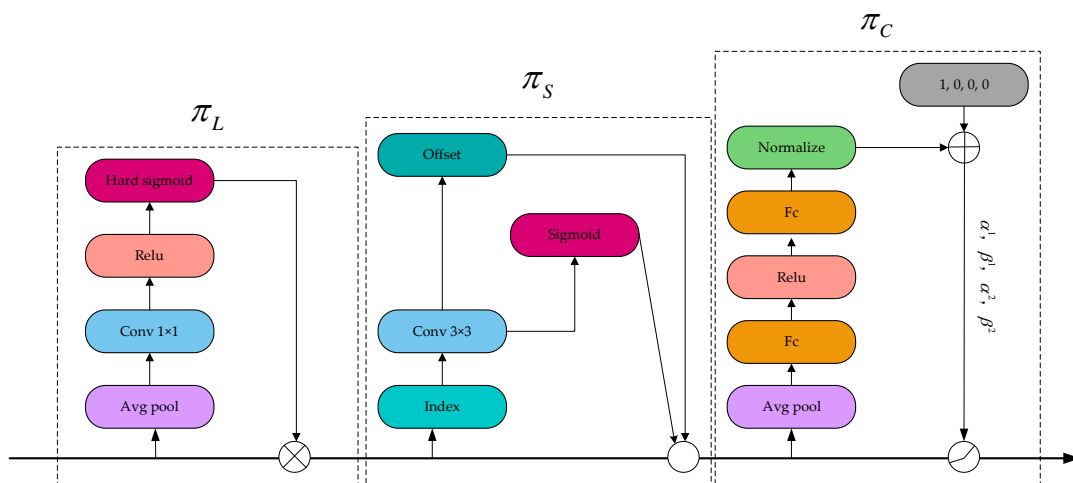 π_L
Hard sigmoid
Relu
Conv 1×1
Avg pool
π_S
Offset
Sigmoid
Conv 3×3
Index
π_C
1, 0, 0, 0
Normalize
Fc
Relu
Fc
Avg pool
α¹, β¹, α², β²